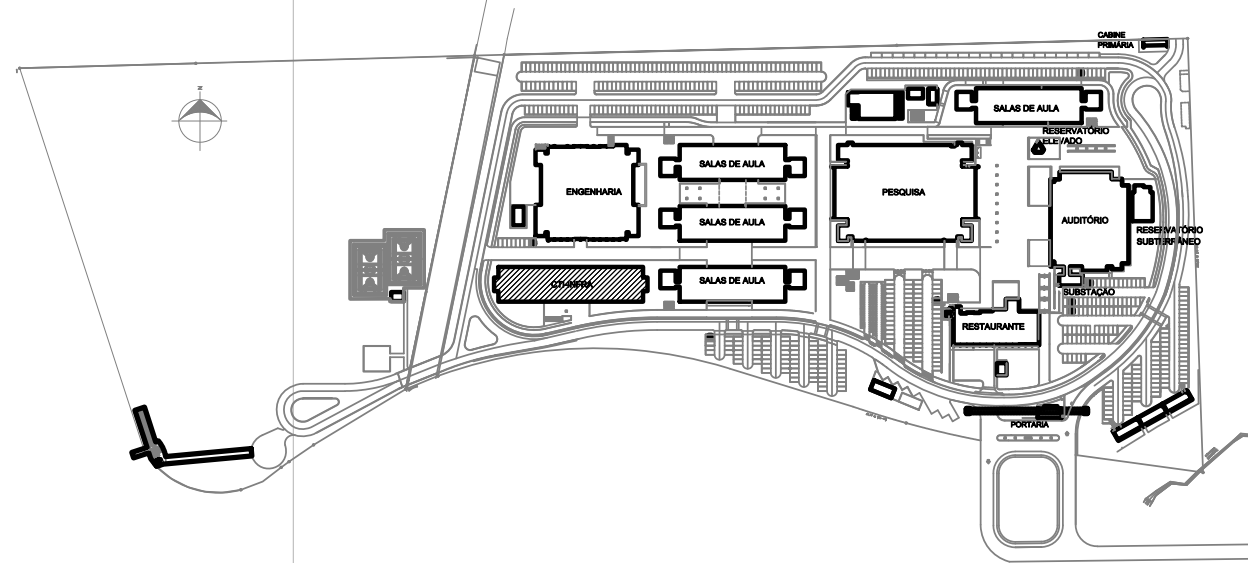 CABINE
PRIMÁRIA
N
SALAS DE AULA
RESERVATÓRIO
ELEVADO
SALAS DE AULA
ENGENHARIA
PESQUISA
SALAS DE AULA
AUDITÓRIO
RESERVATÓRIO
SUBTERRÂNEO
CTI-INFRA
SALAS DE AULA
SUBSTAÇÃO
RESTAURANTE
PORTARIA